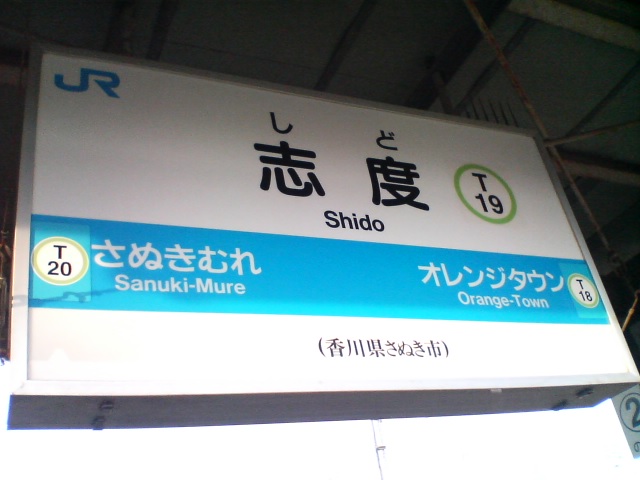 JR
しど
志度
T
19
Shido
T
20
さぬきむれ
Sanuki-Mure
オレンジタウン
Orange-Town
T
18
(香川県さぬき市)
2